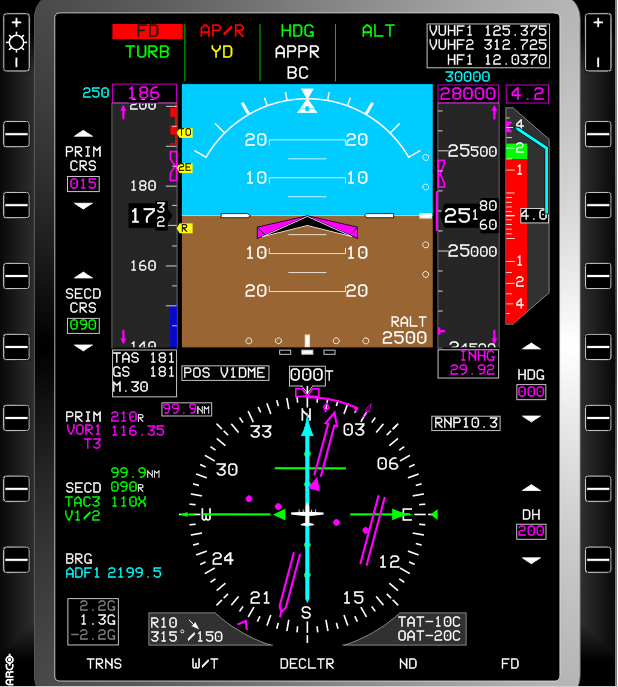 FD AP/R HDG ALT
TURB YD APPR
BC
VUHF1 125.375
VUHF2 312.725
HF1 12.0370
30000
250 186 28000 4.2
200
TO
2E
R
180
160
140
173
2
20 20
10 10
10 10
20 20
RALT
2500
25500
251 80
60
25000
24500
INHG
29.92
4
2
1
4.0
1
2
4
PRIM
CRS
015
SECD
CRS
090
TAS 181
GS 181
M.30
POS V1DME
000T
99.9NM
PRIM 210R
VOR1 116.35
T3
99.9NM
SECD 090R
TAC3 110X
V1/2
BRG
ADF1 2199.5
N
03
06
E
12
15
S
21
24
W
30
33
HDG
000
RNP10.3
DH
200
2.2G
1.3G
-2.2G
R10
315°/150
TAT-10C
OAT-20C
TRNS W/T DECLTR ND FD
ARGO